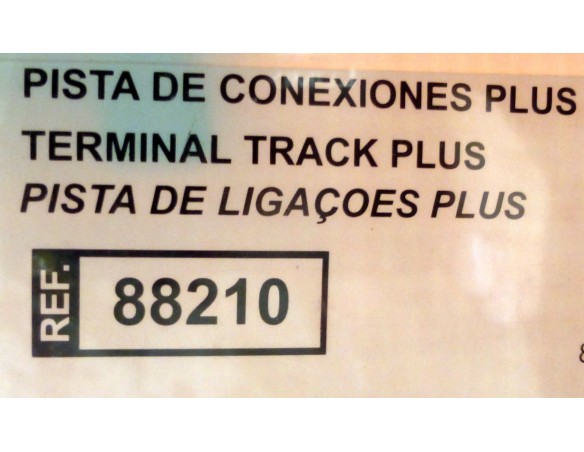 PISTA DE CONEXIONES PLUS
TERMINAL TRACK PLUS
PISTA DE LIGAÇOES PLUS
REF. 88210